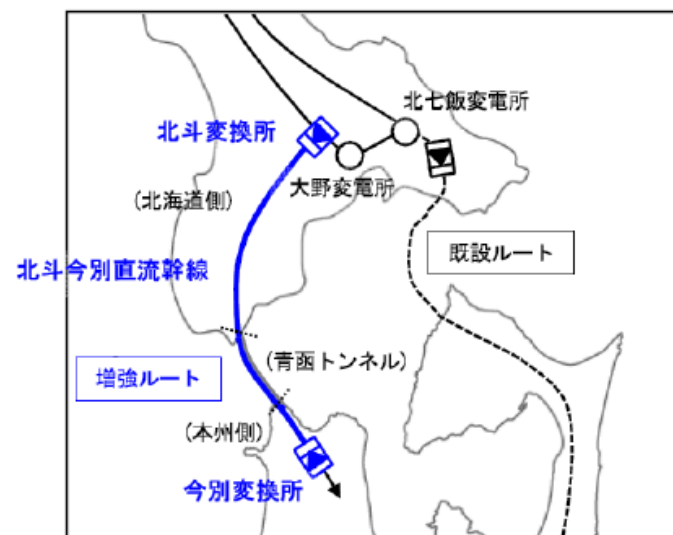 北七飯変電所
北斗変換所
大野変電所
(北海道側)
既設ルート
北斗今別直流幹線
(青函トンネル)
増強ルート
(本州側)
今別変換所